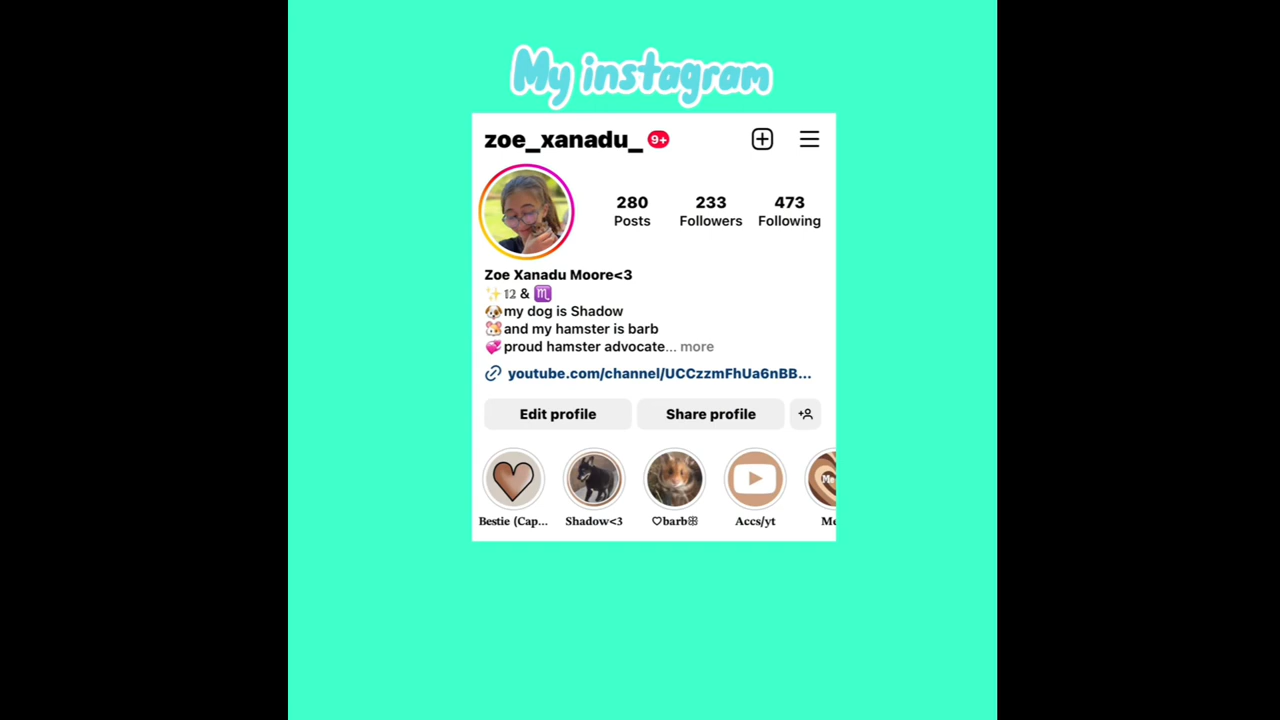 My instagram
zoe_xanadu_ 9+
280 233 473
Posts Followers Following
Zoe Xanadu Moore<3
✨𝟙𝟚 & ♏
🐶my dog is Shadow
🐹and my hamster is barb
💞proud hamster advocate... more
youtube.com/channel/UCCzzmFhUa6nBB...
Edit profile Share profile
Bestie (Cap... Shadow<3 ♡barb🀀 Accs/yt Me